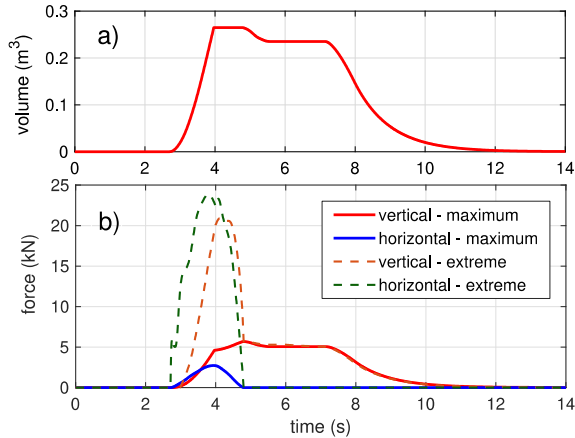 0.3
a)
0.2
0.1
0
volume (m³)
0 2 4 6 8 10 12 14
25
b)
20
15
10
5
0
force (kN)
vertical - maximum
horizontal - maximum
vertical - extreme
horizontal - extreme
0 2 4 6 8 10 12 14
time (s)